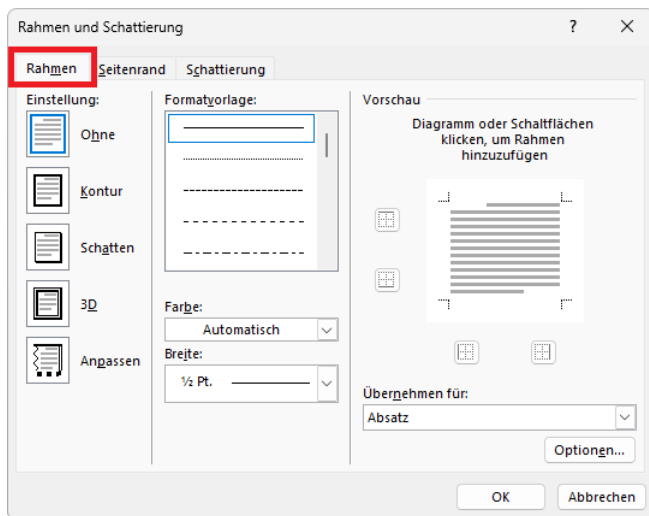 Rahmen und Schattierung
?
Rahmen Seitenrand Schattierung
Einstellung:
Ohne
Kontur
Schatten
3D
Anpassen
Formatvorlage:
Farbe:
Automatisch
Breite:
½ Pt.
Vorschau
Diagramm oder Schaltflächen
klicken, um Rahmen
hinzuzufügen
Übernehmen für:
Absatz
Optionen...
OK Abbrechen